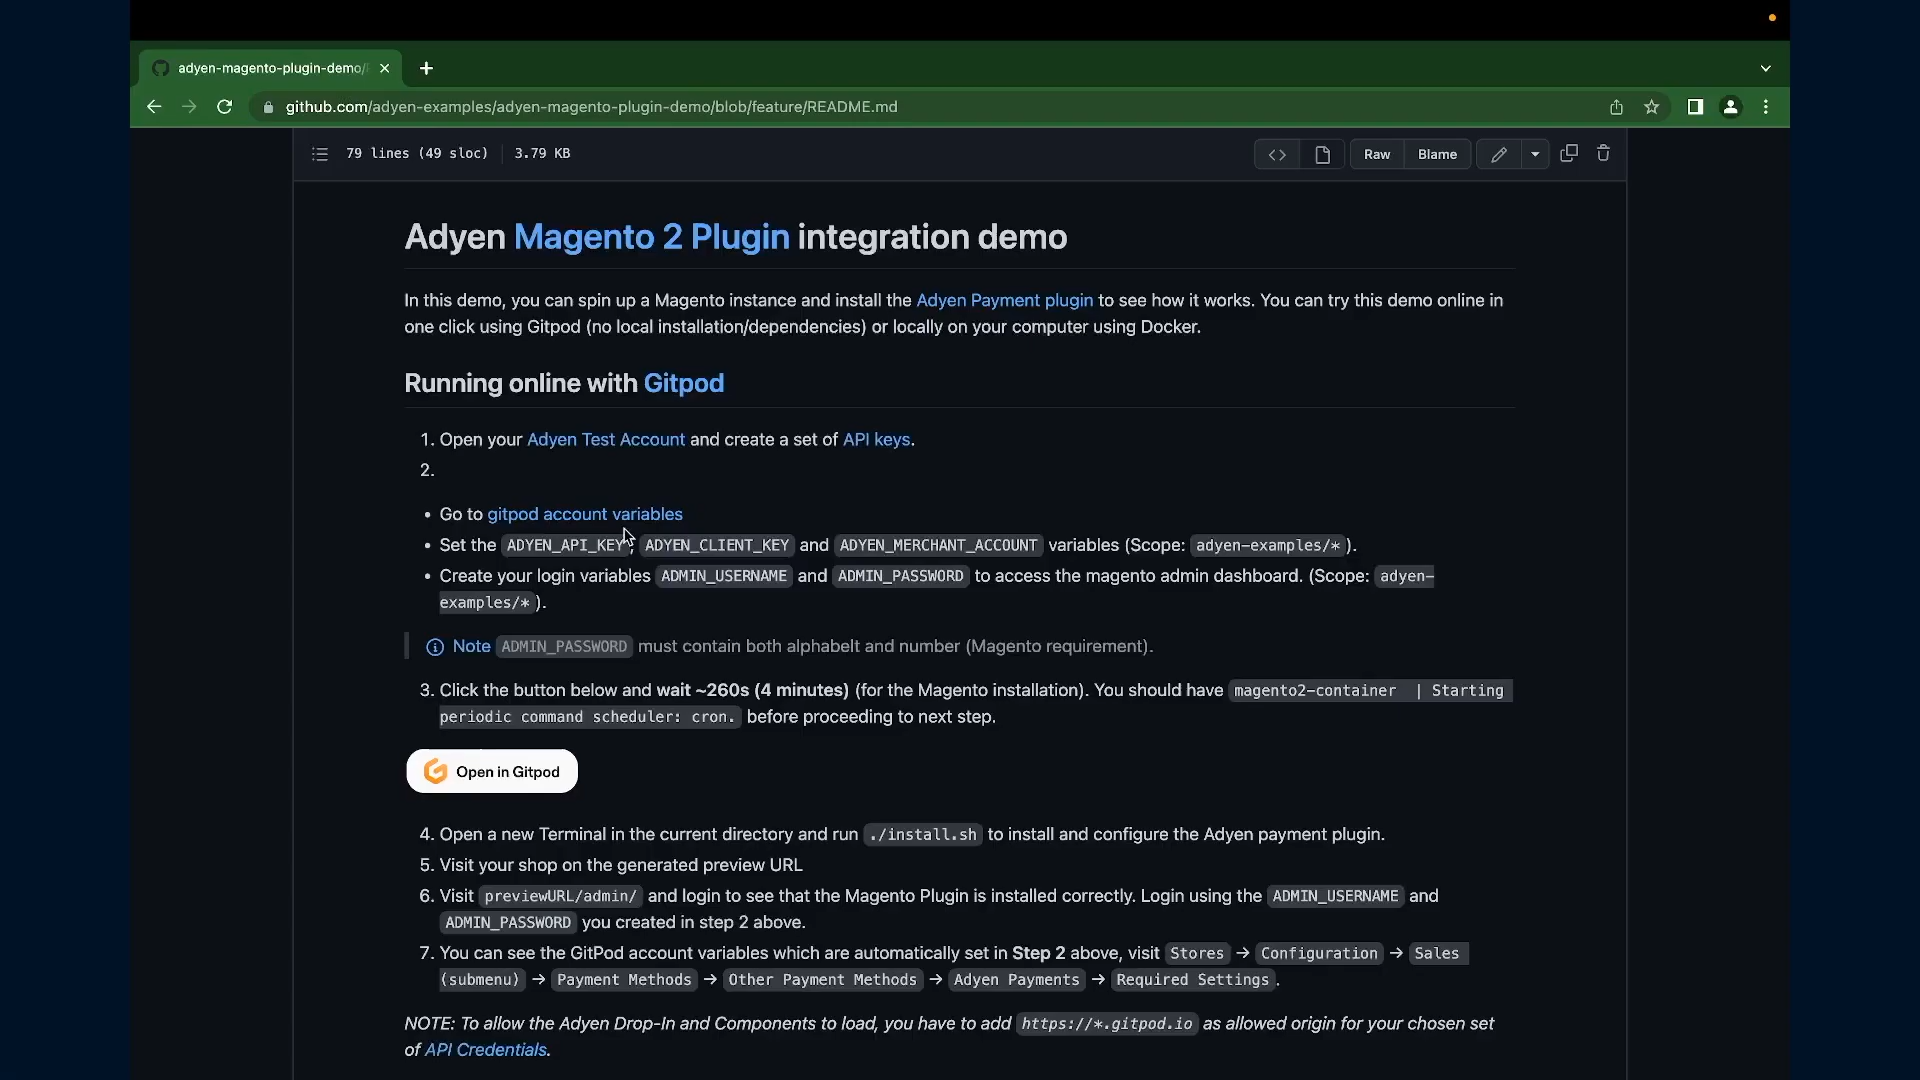 adyen-magento-plugin-demo/
github.com/adyen-examples/adyen-magento-plugin-demo/blob/feature/README.md
79 lines (49 sloc) 3.79 KB
Raw Blame
Adyen Magento 2 Plugin integration demo
In this demo, you can spin up a Magento instance and install the Adyen Payment plugin to see how it works. You can try this demo online in
one click using Gitpod (no local installation/dependencies) or locally on your computer using Docker.
Running online with Gitpod
1. Open your Adyen Test Account and create a set of API keys.
2.
• Go to gitpod account variables
• Set the ADYEN_API_KEY, ADYEN_CLIENT_KEY and ADYEN_MERCHANT_ACCOUNT variables (Scope: adyen-examples/* ).
• Create your login variables ADMIN_USERNAME and ADMIN_PASSWORD to access the magento admin dashboard. (Scope: adyen-
examples/* ).
Note ADMIN_PASSWORD must contain both alphabelt and number (Magento requirement).
3. Click the button below and wait ~260s (4 minutes) (for the Magento installation). You should have magento2-container | Starting
periodic command scheduler: cron. before proceeding to next step.
Open in Gitpod
4. Open a new Terminal in the current directory and run ./install.sh to install and configure the Adyen payment plugin.
5. Visit your shop on the generated preview URL
6. Visit previewURL/admin/ and login to see that the Magento Plugin is installed correctly. Login using the ADMIN_USERNAME and
ADMIN_PASSWORD you created in step 2 above.
7. You can see the GitPod account variables which are automatically set in Step 2 above, visit Stores → Configuration → Sales
(submenu) → Payment Methods → Other Payment Methods → Adyen Payments → Required Settings.
NOTE: To allow the Adyen Drop-In and Components to load, you have to add https://*.gitpod.io as allowed origin for your chosen set
of API Credentials.